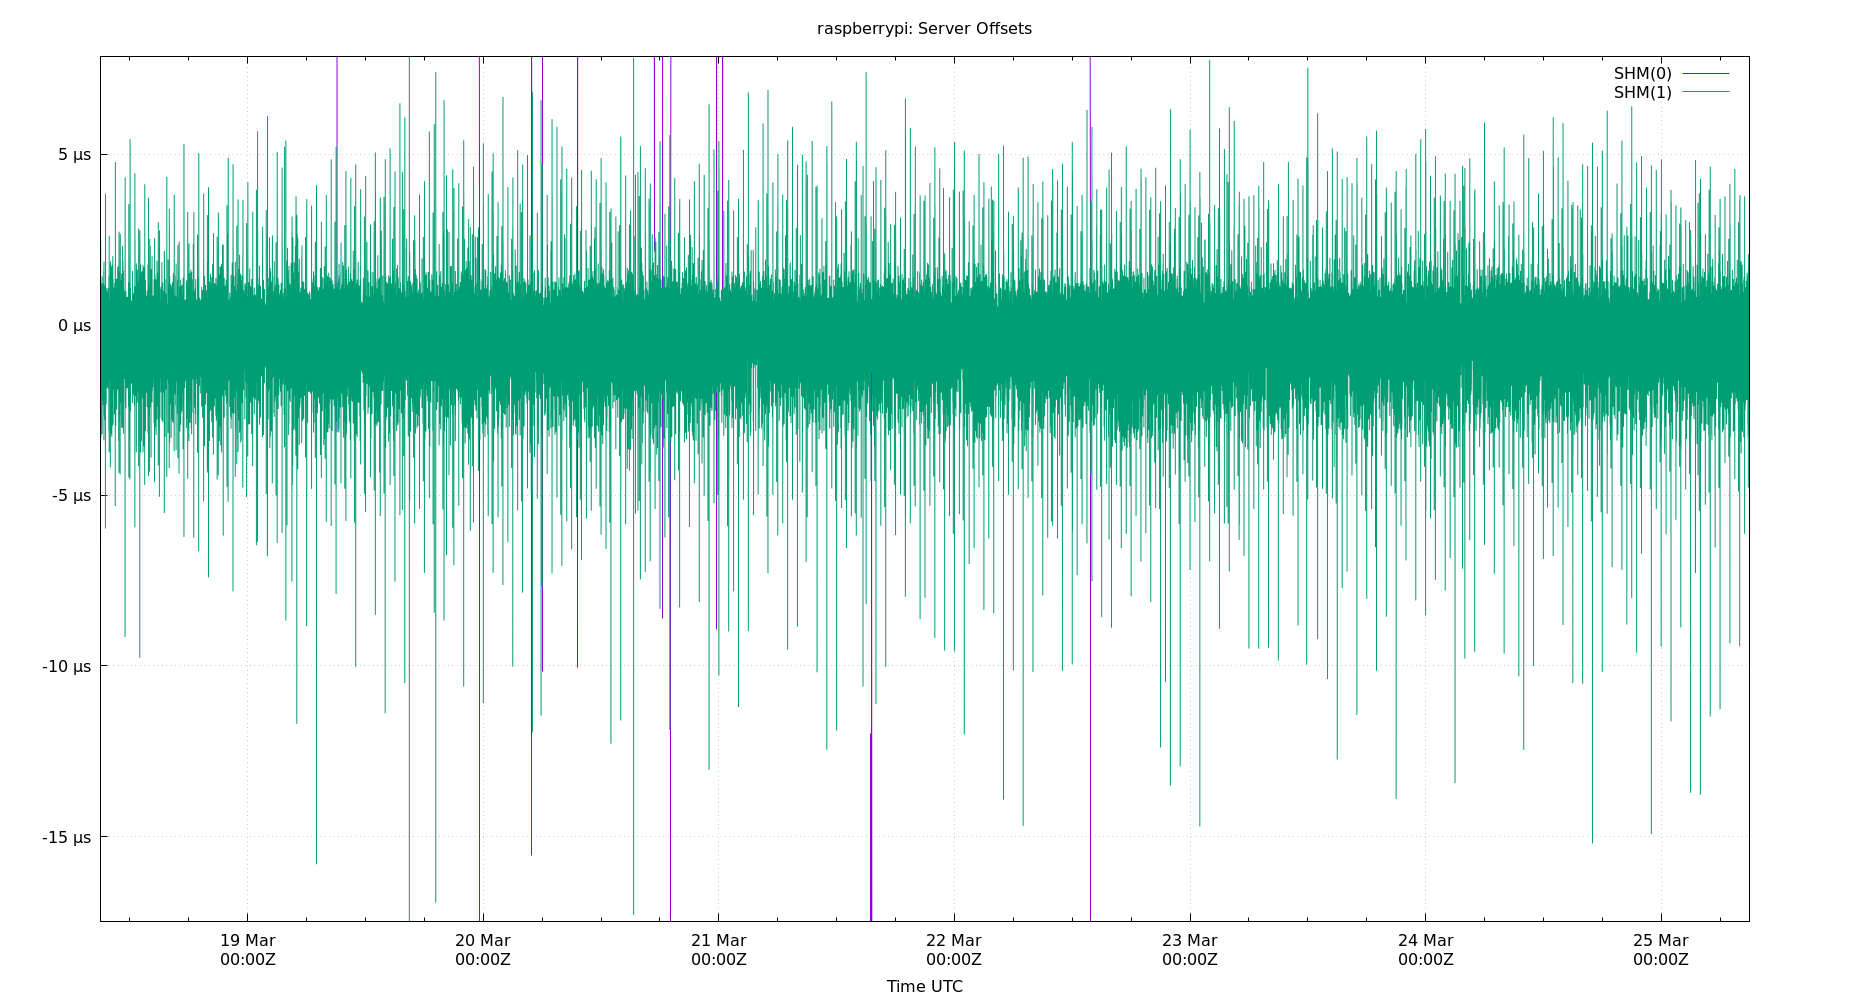 raspberrypi: Server Offsets
SHM(0)
SHM(1)
5 µs
0 µs
-5 µs
-10 µs
-15 µs
19 Mar
00:00Z
20 Mar
00:00Z
21 Mar
00:00Z
22 Mar
00:00Z
23 Mar
00:00Z
24 Mar
00:00Z
25 Mar
00:00Z
Time UTC